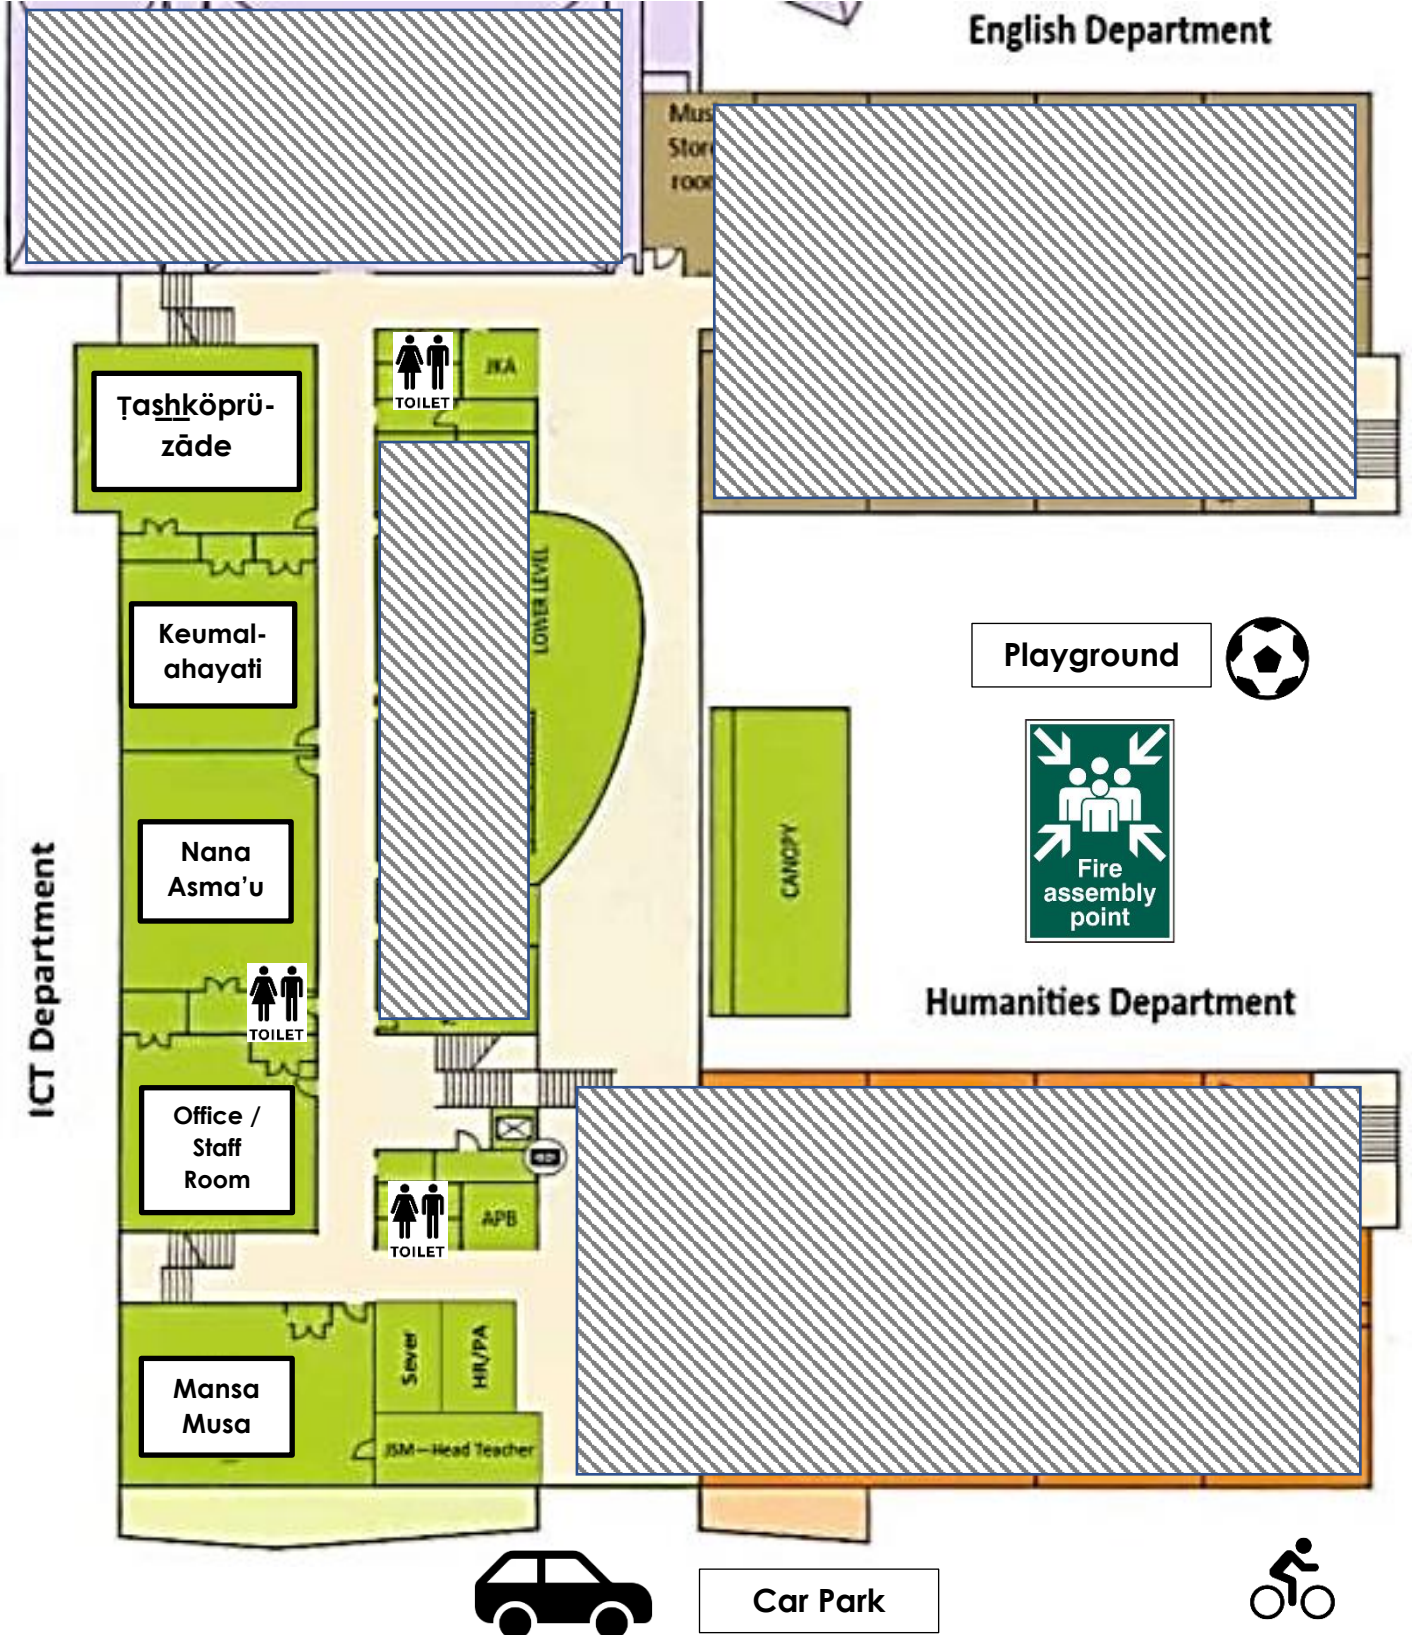 English Department
Mus
Store
room
JKA
TOILET
Ṭashköprü-
zāde
LOWER LEVEL
Keumal-
ahayati
Playground
Nana
Asma’u
CANOPY
Fire
assembly
point
ICT Department
TOILET
Humanities Department
Office /
Staff
Room
APB
TOILET
Sever
HR/PA
Mansa
Musa
JSM—Head Teacher
Car Park